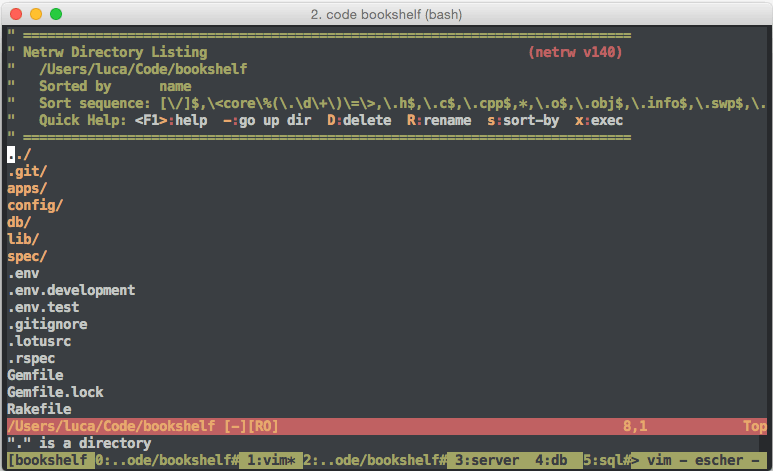 2. code bookshelf (bash)
" ============================================================================
" Netrw Directory Listing (netrw v140)
" /Users/luca/Code/bookshelf
" Sorted by name
" Sort sequence: [\/]$,\<core\%(\.\d\+\)\=\>,\.h$,\.c$,\.cpp$,*,\.o$,\.obj$,\.info$,\.swp$,\.
" Quick Help: <F1>:help -:go up dir D:delete R:rename s:sort-by x:exec
" ============================================================================
../
.git/
apps/
config/
db/
lib/
spec/
.env
.env.development
.env.test
.gitignore
.lotusrc
.rspec
Gemfile
Gemfile.lock
Rakefile
/Users/luca/Code/bookshelf [-][RO] 8,1 Top
"." is a directory
[bookshelf 0:..ode/bookshelf# 1:vim* 2:..ode/bookshelf# 3:server 4:db 5:sql#> vim - escher -